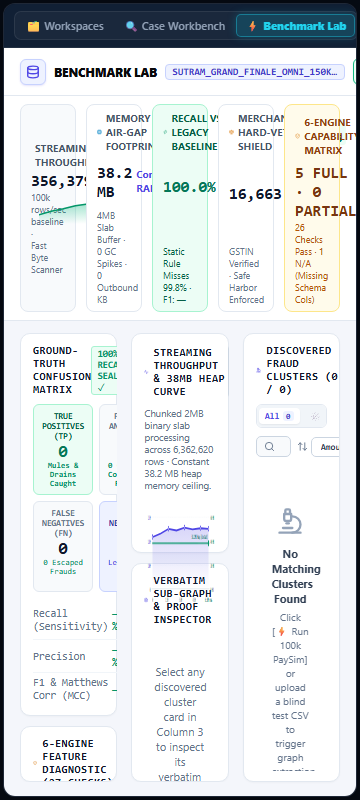 Workspaces
Case Workbench
Benchmark Lab
BENCHMARK LAB
SUTRAM_GRAND_FINALE_OMNI_150K…
STREAMIN
THROUGH
356,37
100k
rows/sec
baseline
·
Fast
Byte
Scanner
MEMORY
AIR-GAP
FOOTPRIN
38.2
MB
Con
RA
4MB
Slab
Buffer ·
0 GC
Spikes ·
0
Outbound
KB
RECALL VS
LEGACY
BASELINE
100.0%
Static
Rule
Misses
99.8% ·
F1: —
MERCHAN
HARD-VET
SHIELD
16,663
GSTIN
Verified
· Safe
Harbor
Enforced
6-ENGINE
CAPABILITY
MATRIX
5 FULL
· 0
PARTIAL
26
Checks
Pass · 1
N/A
(Missing
Schema
Cols)
GROUND-
TRUTH
CONFUSION
MATRIX
100%
RECA
SEAL
✓
TRUE
POSITIVES
(TP)
0
Mules &
Drains
Caught
FALSE
NEGATIVES
(FN)
0
0 Escaped
Frauds
Recall
(Sensitivity)
Precision
F1 & Matthews
Corr (MCC)
6-ENGINE
FEATURE
DIAGNOSTIC
(27 CHECKS)
STREAMING
THROUGHPUT
& 38MB HEAP
CURVE
Chunked 2MB
binary slab
processing
across 6,362,620
rows · Constant
38.2 MB heap
memory ceiling.
VERBATIM
SUB-GRAPH
& PROOF
INSPECTOR
Select any
discovered
cluster
card in
Column 3
to inspect
its
verbatim
DISCOVERED
FRAUD
CLUSTERS (0
/ 0)
All 0
Amou
No
Matching
Clusters
Found
Click
[⚡ Run
100k
PaySim]
or
upload
a blind
test CSV
to
trigger
graph
extraction